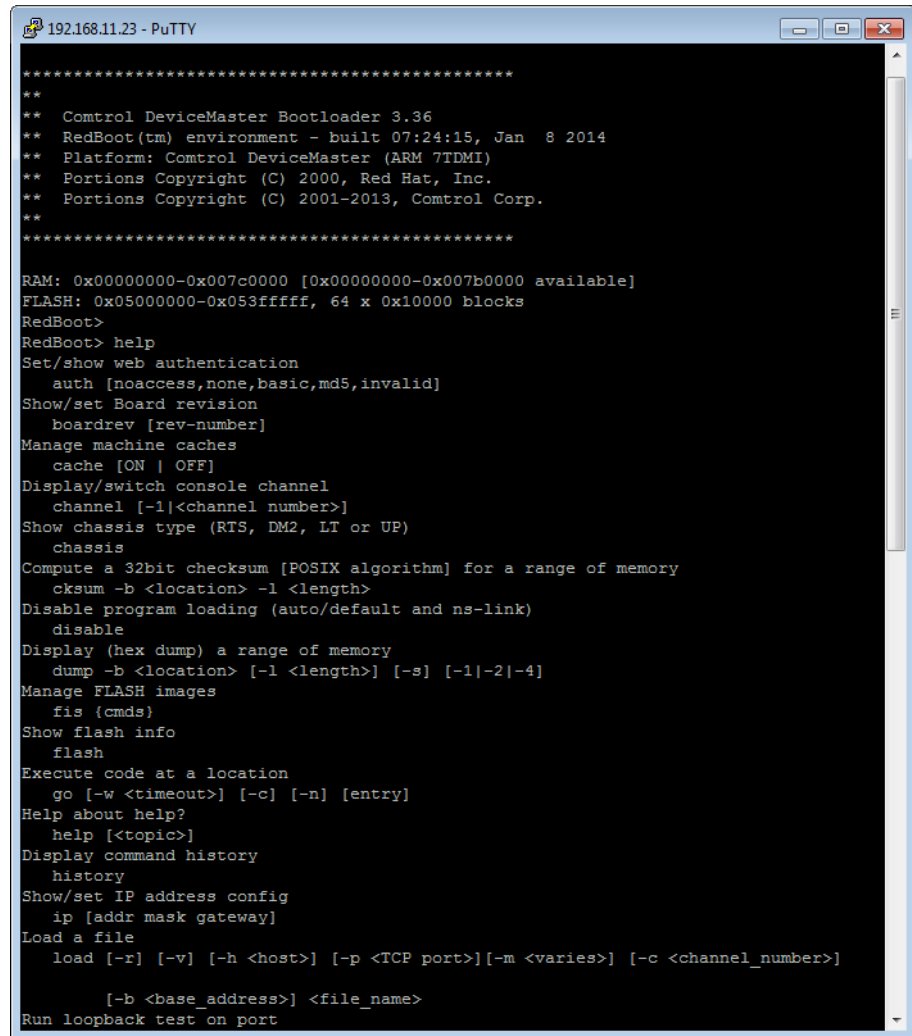 192.168.11.23 - PuTTY
************************************************
**
**  Comtrol DeviceMaster Bootloader 3.36
**  RedBoot(tm) environment - built 07:24:15, Jan  8 2014
**  Platform: Comtrol DeviceMaster (ARM 7TDMI)
**  Portions Copyright (C) 2000, Red Hat, Inc.
**  Portions Copyright (C) 2001-2013, Comtrol Corp.
**
************************************************
RAM: 0x00000000-0x007c0000 [0x00000000-0x007b0000 available]
FLASH: 0x05000000-0x053fffff, 64 x 0x10000 blocks
RedBoot>
RedBoot> help
Set/show web authentication
   auth [noaccess,none,basic,md5,invalid]
Show/set Board revision
   boardrev [rev-number]
Manage machine caches
   cache [ON | OFF]
Display/switch console channel
   channel [-1|<channel number>]
Show chassis type (RTS, DM2, LT or UP)
   chassis
Compute a 32bit checksum [POSIX algorithm] for a range of memory
   cksum -b <location> -l <length>
Disable program loading (auto/default and ns-link)
   disable
Display (hex dump) a range of memory
   dump -b <location> [-l <length>] [-s] [-1|-2|-4]
Manage FLASH images
   fis {cmds}
Show flash info
   flash
Execute code at a location
   go [-w <timeout>] [-c] [-n] [entry]
Help about help?
   help [<topic>]
Display command history
   history
Show/set IP address config
   ip [addr mask gateway]
Load a file
   load [-r] [-v] [-h <host>] [-p <TCP port>][-m <varies>] [-c <channel_number>]
        [-b <base_address>] <file_name>
Run loopback test on port